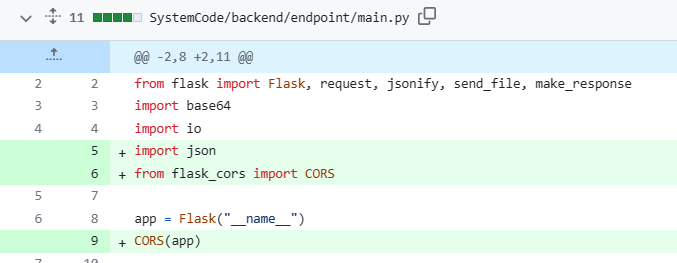 11 SystemCode/backend/endpoint/main.py
@@ -2,8 +2,11 @@
2 2 from flask import Flask, request, jsonify, send_file, make_response
3 3 import base64
4 4 import io
5 + import json
6 + from flask_cors import CORS
5 7
6 8 app = Flask("__name__")
9 + CORS(app)
7 10